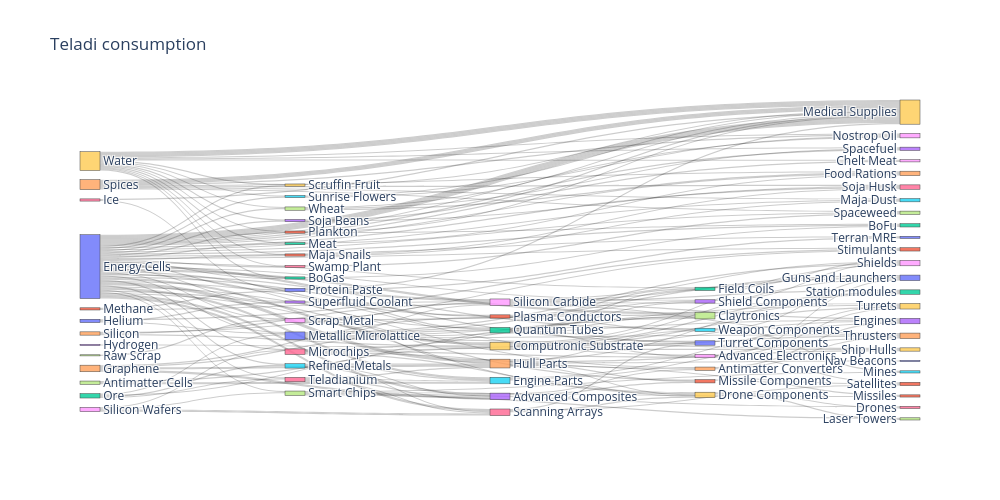 Teladi consumption
Water
Spices
Ice
Energy Cells
Methane
Helium
Silicon
Hydrogen
Raw Scrap
Graphene
Antimatter Cells
Ore
Silicon Wafers
Scruffin Fruit
Sunrise Flowers
Wheat
Soja Beans
Plankton
Meat
Maja Snails
Swamp Plant
BoGas
Protein Paste
Superfluid Coolant
Scrap Metal
Metallic Microlattice
Microchips
Refined Metals
Teladianium
Smart Chips
Silicon Carbide
Plasma Conductors
Quantum Tubes
Computronic Substrate
Hull Parts
Engine Parts
Advanced Composites
Scanning Arrays
Field Coils
Shield Components
Claytronics
Weapon Components
Turret Components
Advanced Electronics
Antimatter Converters
Missile Components
Drone Components
Medical Supplies
Nostrop Oil
Spacefuel
Chelt Meat
Food Rations
Soja Husk
Maja Dust
Spaceweed
BoFu
Terran MRE
Stimulants
Shields
Guns and Launchers
Station modules
Turrets
Engines
Thrusters
Ship Hulls
Nav Beacons
Mines
Satellites
Missiles
Drones
Laser Towers